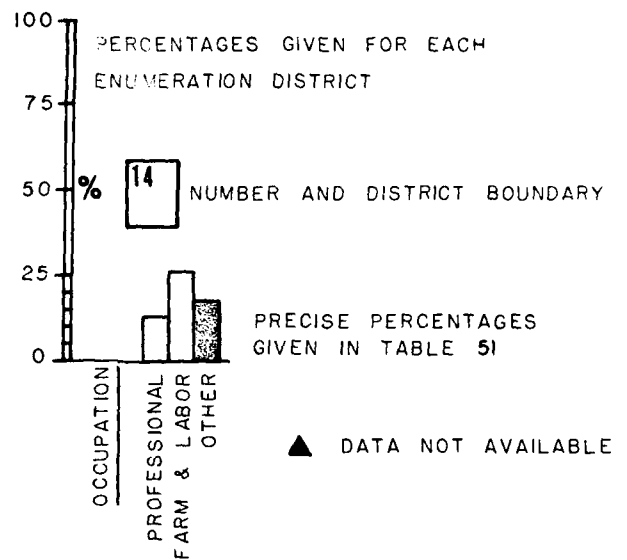 100
PERCENTAGES GIVEN FOR EACH
ENUMERATION DISTRICT
75
50
%
14
NUMBER AND DISTRICT BOUNDARY
25
PRECISE PERCENTAGES
GIVEN IN TABLE 51
0
OCCUPATION
PROFESSIONAL
FARM & LABOR
OTHER
DATA NOT AVAILABLE